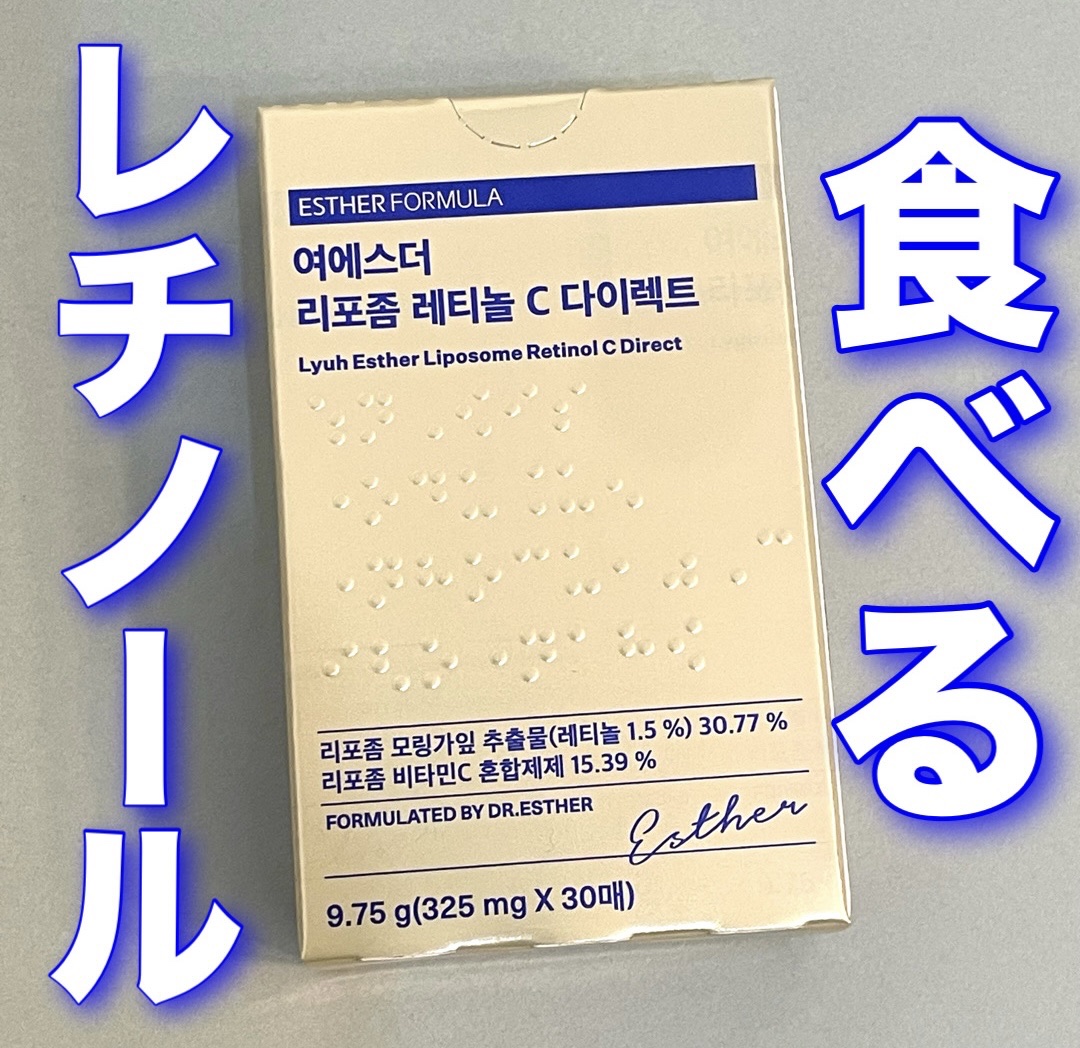 食べる
レチノール
ESTHER FORMULA
여에스더
리포좀 레티놀 C 다이렉트
Lyuh Esther Liposome Retinol C Direct
리포좀 모링가잎 추출물(레티놀 1.5 %) 30.77 %
리포좀 비타민C 혼합제제 15.39 %
FORMULATED BY DR.ESTHER
Esther
9.75 g(325 mg X 30매)